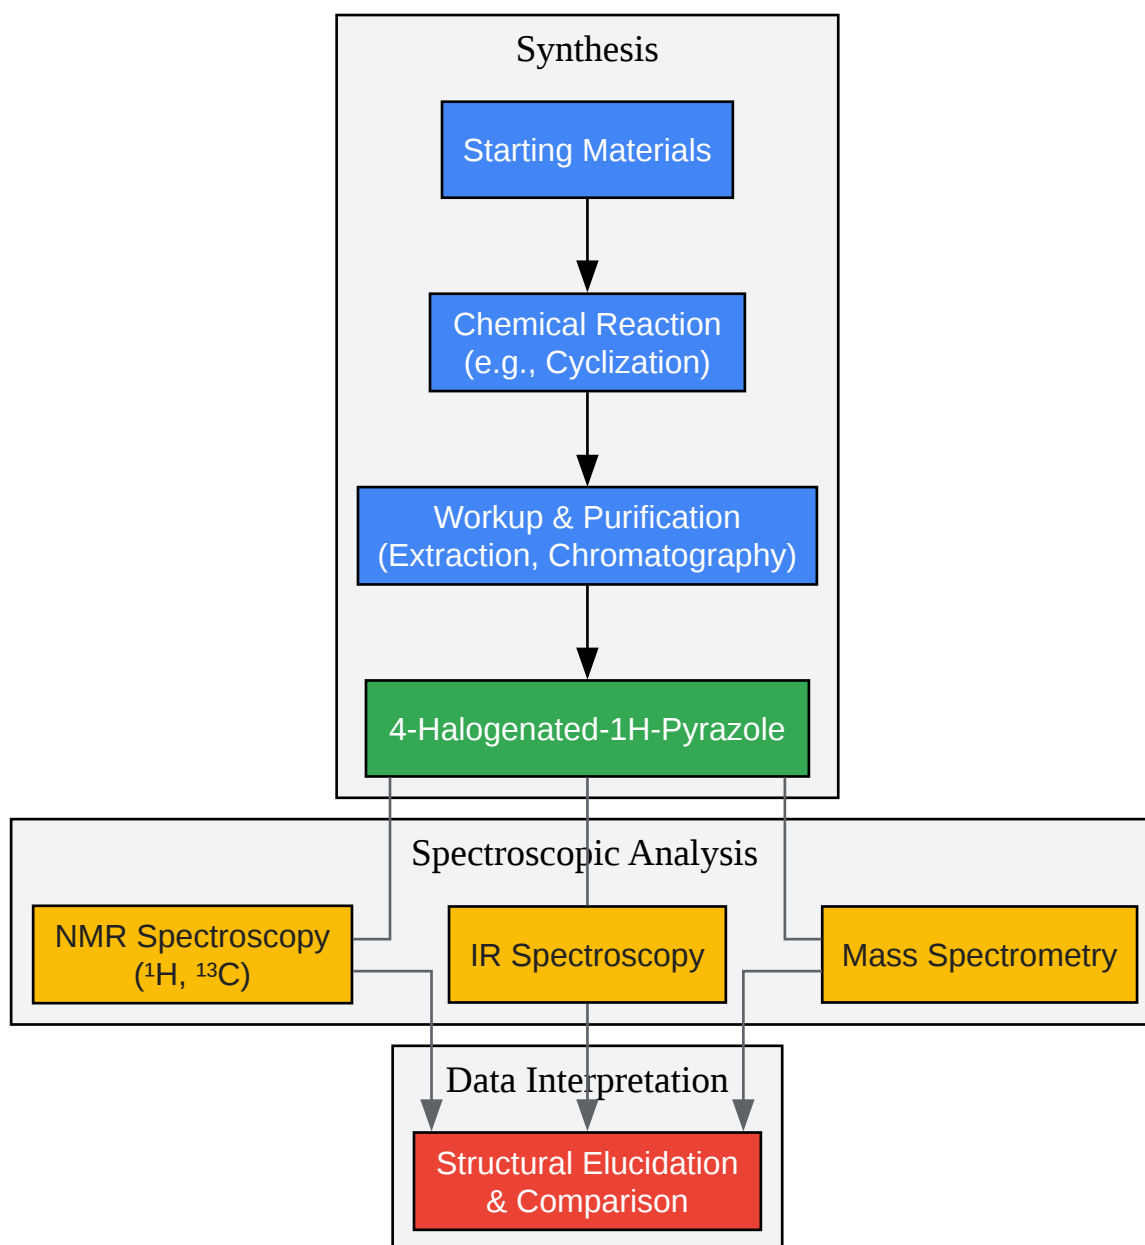 Synthesis
Starting Materials
Chemical Reaction
(e.g., Cyclization)
Workup & Purification
(Extraction, Chromatography)
4-Halogenated-1H-Pyrazole
Spectroscopic Analysis
NMR Spectroscopy
(¹H, ¹³C)
IR Spectroscopy
Mass Spectrometry
Data Interpretation
Structural Elucidation
& Comparison